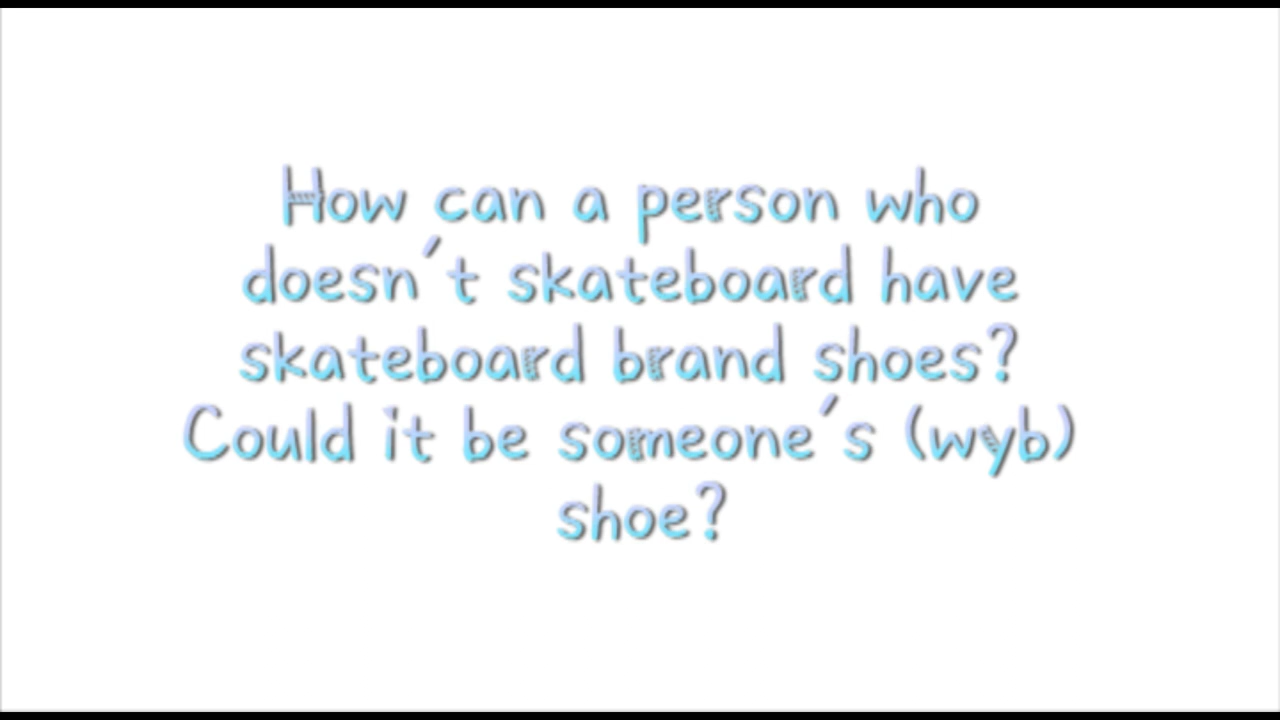 How can a person who
doesn´t skateboard have
skateboard brand shoes?
Could it be someone´s (wyb)
shoe?